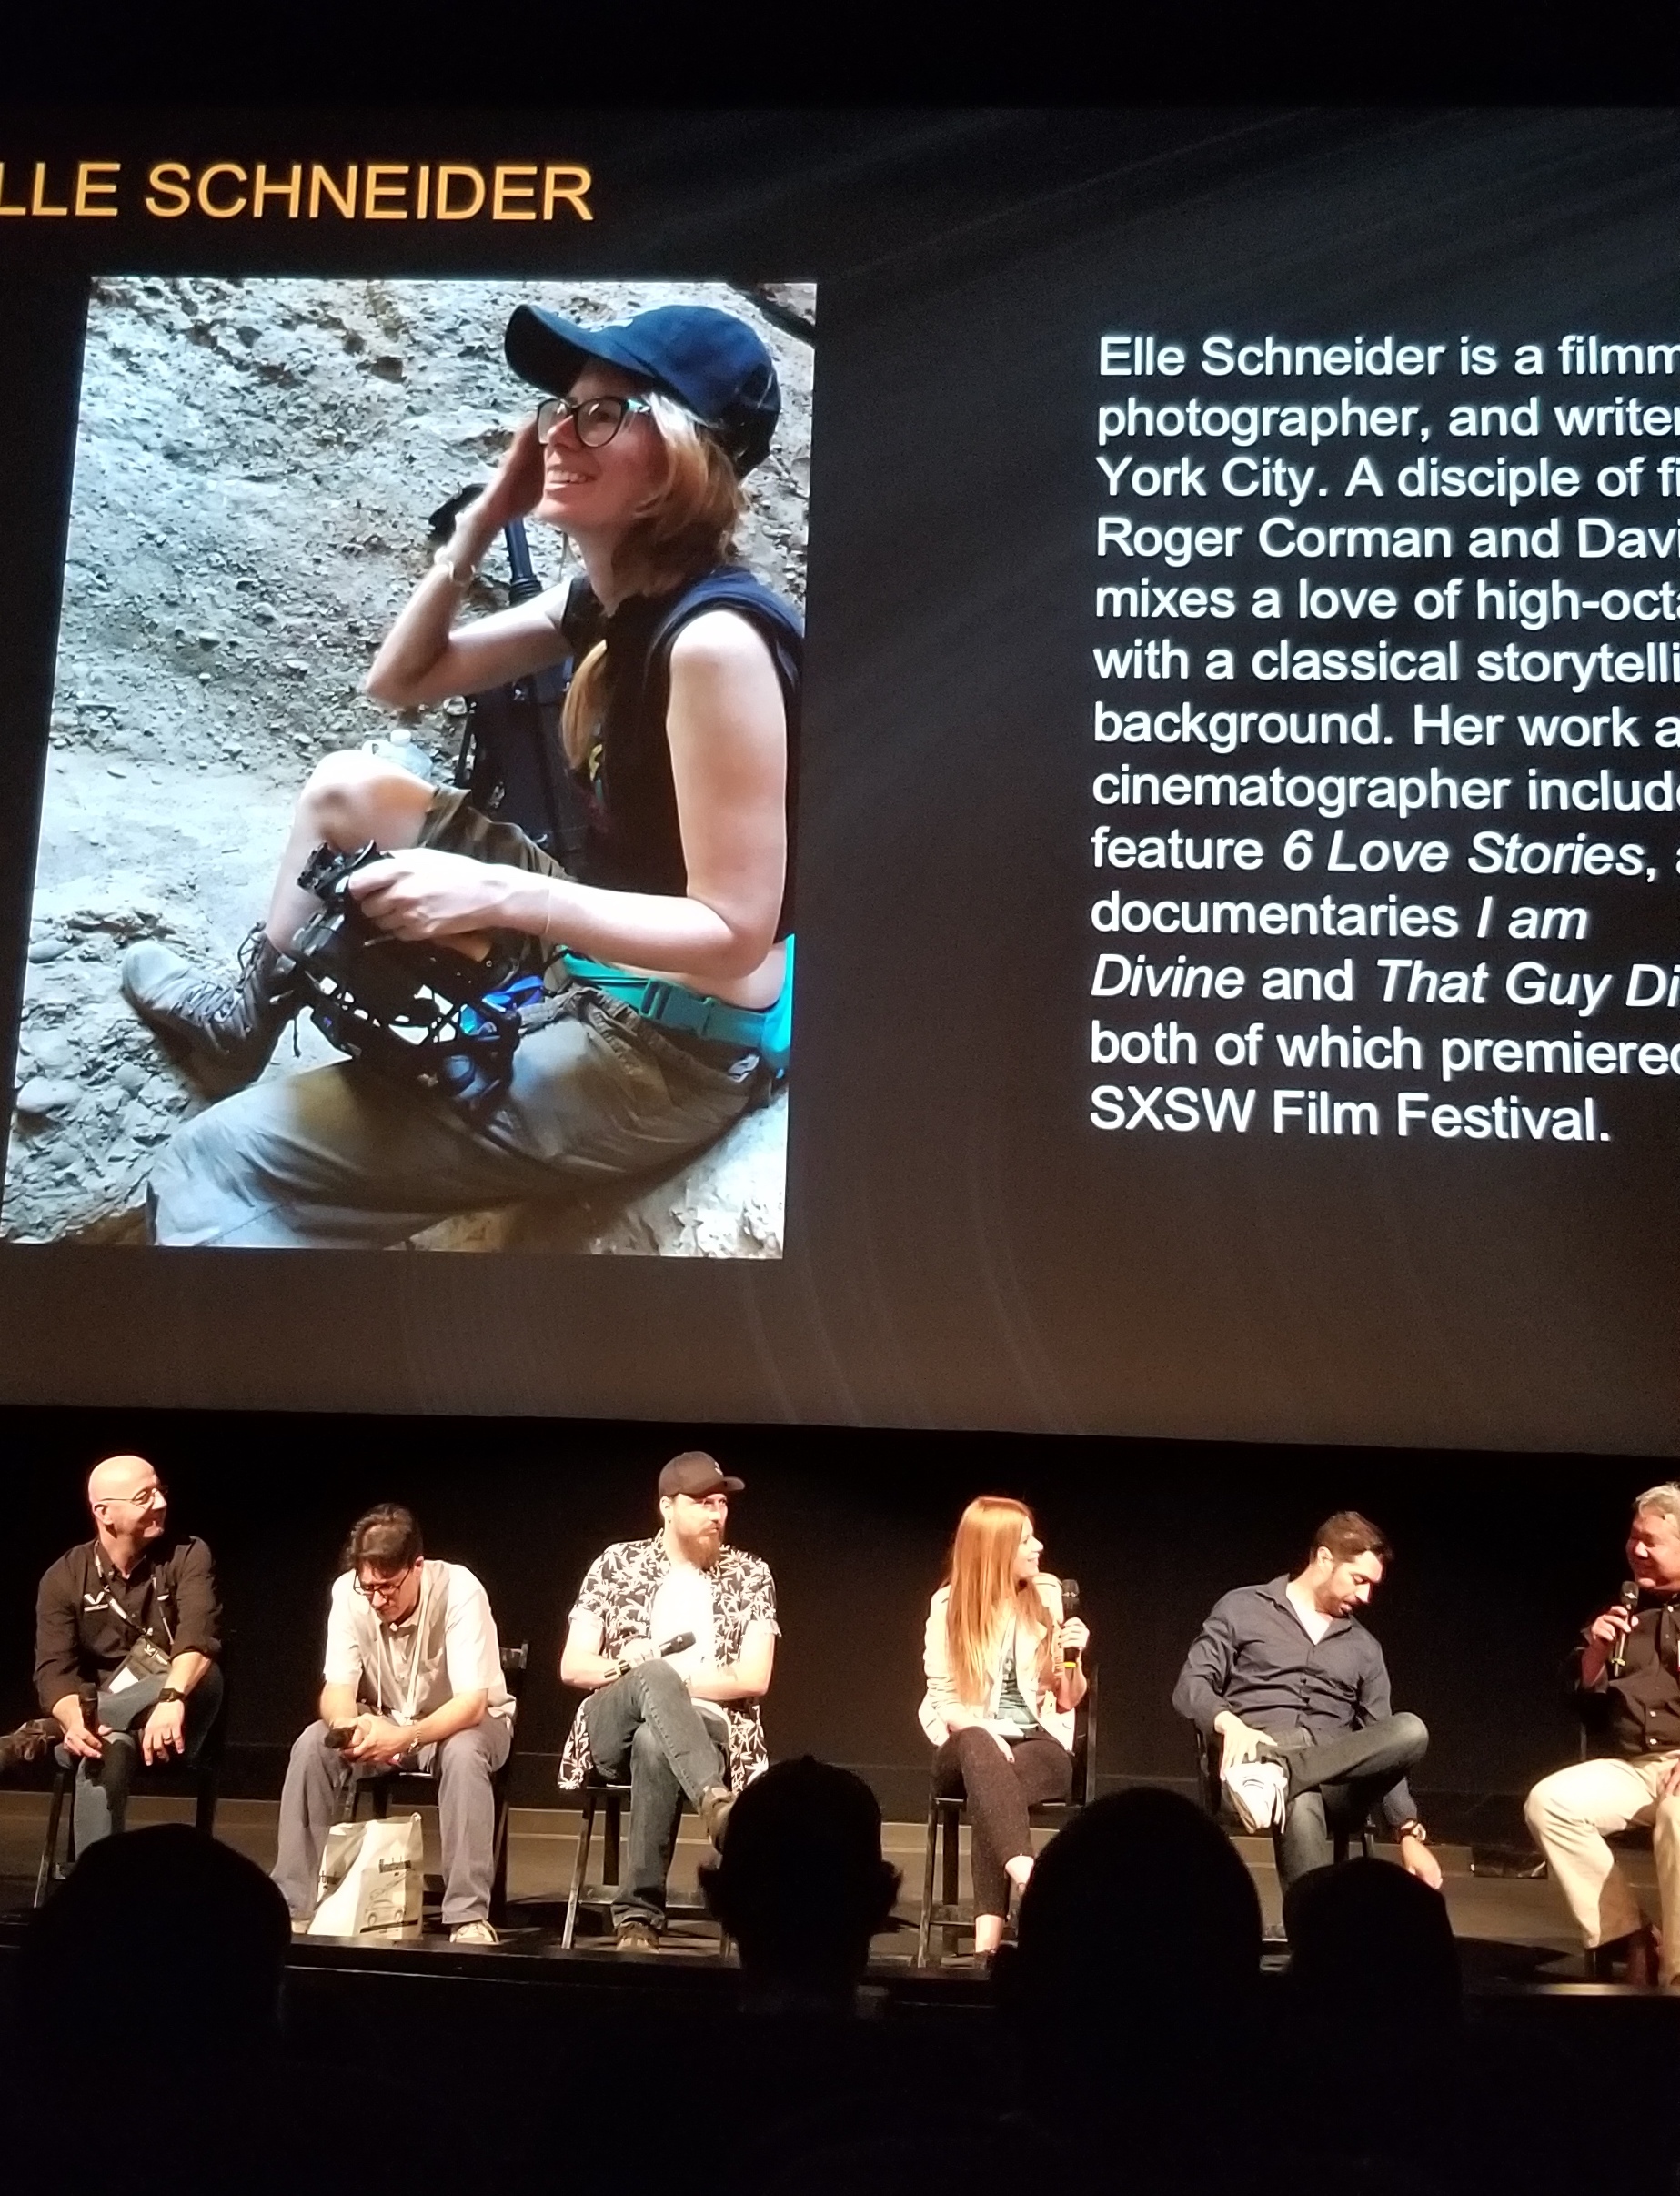 LLE SCHNEIDER
Elle Schneider is a filmm
photographer, and writer
York City. A disciple of fi
Roger Corman and Davi
mixes a love of high-octa
with a classical storytelli
background. Her work a
cinematographer include
feature 6 Love Stories, a
documentaries I am
Divine and That Guy Di
both of which premiered
SXSW Film Festival.